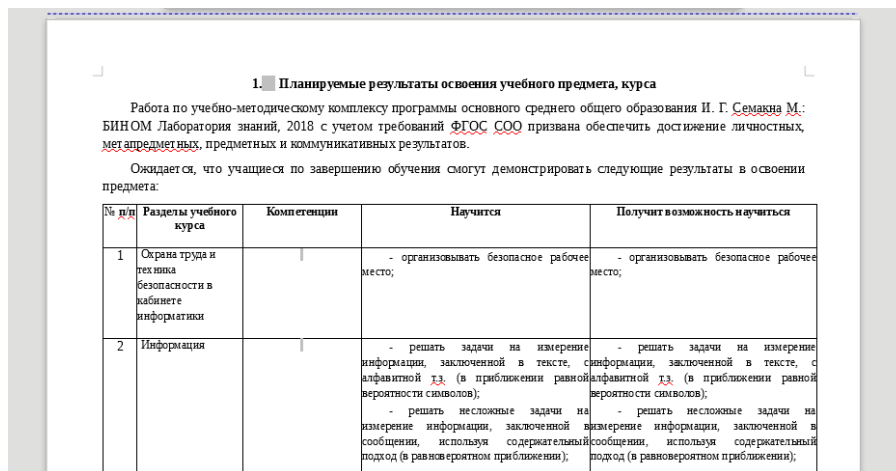 1. Планируемые результаты освоения учебного предмета, курса
Работа по учебно-методическому комплексу программы основного среднего общего образования И. Г. Семакна М.:
БИНОМ Лаборатория знаний, 2018 с учетом требований ФГОС СОО призвана обеспечить достижение личностных,
метапредметных, предметных и коммуникативных результатов.
Ожидается, что учащиеся по завершению обучения смогут демонстрировать следующие результаты в освоении
предмета:
№ п/п Разделы учебного Компетенции Научится Получит возможность научиться
курса
1 Охрана труда и - организовывать безопасное рабочее - организовывать безопасное рабочее
техника место; место;
безопасности в
кабинете
информатики
2 Информация - решать задачи на измерение - решать задачи на измерение
информации, заключенной в тексте, с информации, заключенной в тексте, с
алфавитной т.з. (в приближении равной алфавитной т.з. (в приближении равной
вероятности символов); вероятности символов);
- решать несложные задачи на - решать несложные задачи на
измерение информации, заключенной в измерение информации, заключенной в
сообщении, используя содержательный сообщении, используя содержательный
подход (в равновероятном приближении); подход (в равновероятном приближении);